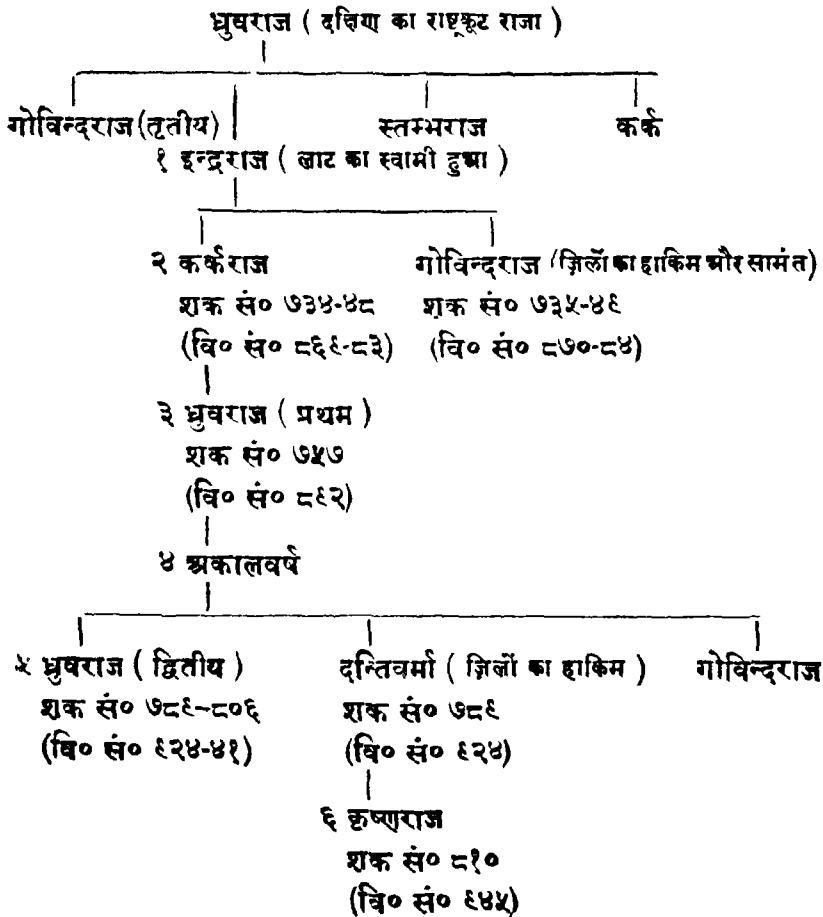 ध्रुवराज ( दक्षिण का राष्ट्रकूट राजा )
गोविन्दराज (तृतीय) स्तम्भराज कर्क
१ इन्द्रराज ( लाट का स्वामी हुआ )
२ कर्कराज गोविन्दराज (ज़िलों का हाकिम और सामंत)
शक सं० ७३४-४८ शक सं० ७३५-४९
(वि० सं० ८६९-८३) (वि० सं० ८७०-८४)
३ ध्रुवराज ( प्रथम )
शक सं० ७५७
(वि० सं० ८९२)
४ अकालवर्ष
५ ध्रुवराज ( द्वितीय ) दन्तिवर्मा ( ज़िलों का हाकिम ) गोविन्दराज
शक सं० ७८९-८०६ शक सं० ७८९
(वि० सं० ९२४-४१) (वि० सं० ९२४)
६ कृष्णराज
शक सं० ८१०
(वि० सं० ९४५)